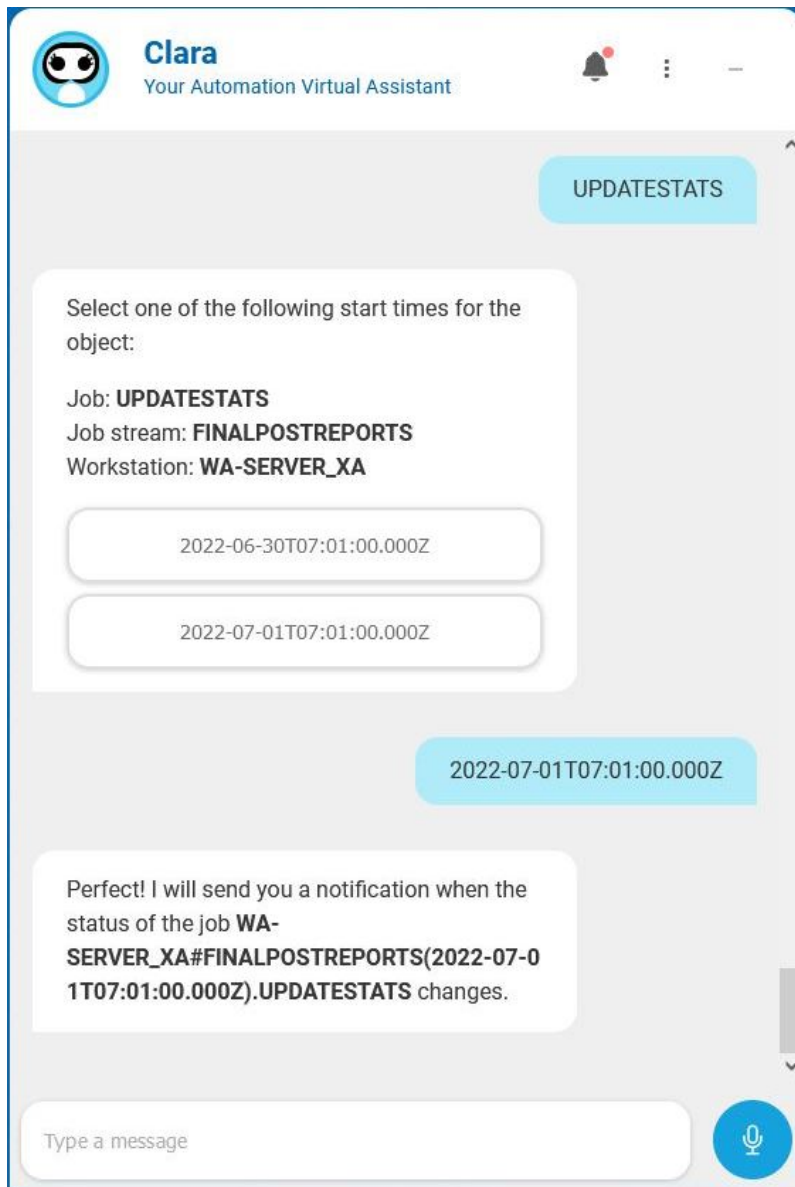 Clara
Your Automation Virtual Assistant
UPDATESTATS
Select one of the following start times for the
object:
Job: UPDATESTATS
Job stream: FINALPOSTREPORTS
Workstation: WA-SERVER_XA
2022-06-30T07:01:00.000Z
2022-07-01T07:01:00.000Z
2022-07-01T07:01:00.000Z
Perfect! I will send you a notification when the
status of the job WA-
SERVER_XA#FINALPOSTREPORTS(2022-07-0
1T07:01:00.000Z).UPDATESTATS changes.
Type a message